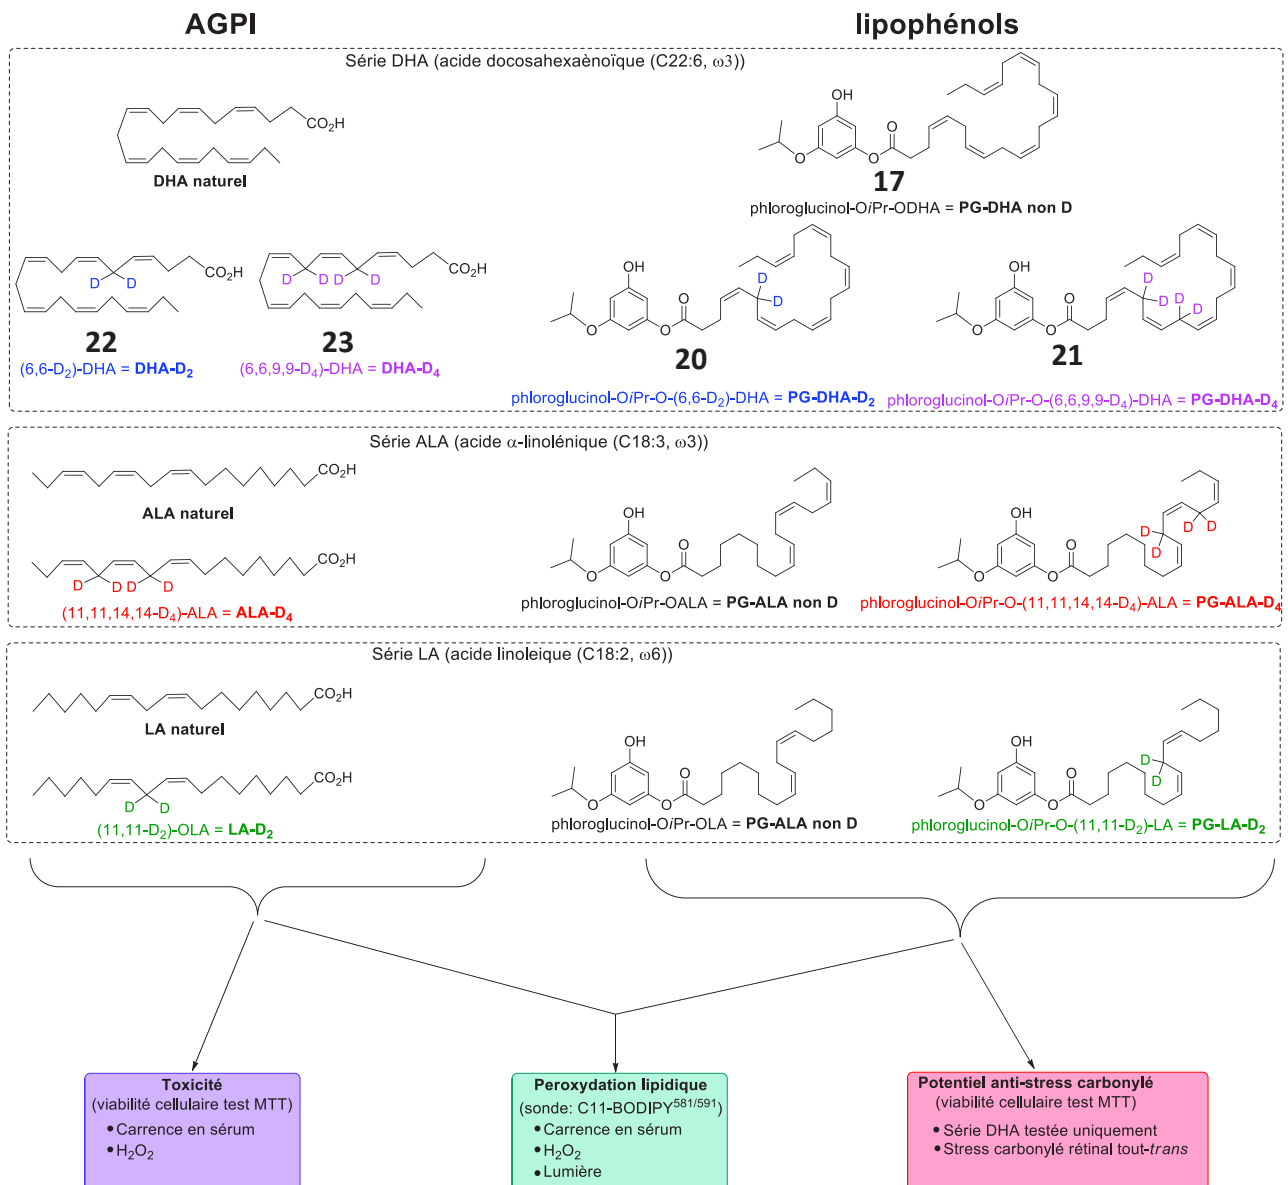 AGPI
lipophénols
Série DHA (acide docosahexaènoïque (C22:6, ω3))
CO2H
DHA naturel
OH
O
O
O
17
phloroglucinol-OiPr-ODHA = PG-DHA non D
CO2H
D D
22
(6,6-D2)-DHA = DHA-D2
CO2H
D D D D
23
(6,6,9,9-D4)-DHA = DHA-D4
OH
O
O
O
D
D
20
phloroglucinol-OiPr-O-(6,6-D2)-DHA = PG-DHA-D2
OH
O
O
O
D
D
D
D
21
phloroglucinol-OiPr-O-(6,6,9,9-D4)-DHA = PG-DHA-D4
Série ALA (acide α-linolénique (C18:3, ω3))
CO2H
ALA naturel
CO2H
D D D D
(11,11,14,14-D4)-ALA = ALA-D4
OH
O
O
O
phloroglucinol-OiPr-OALA = PG-ALA non D
OH
O
O
O
D
D
D
D
phloroglucinol-OiPr-O-(11,11,14,14-D4)-ALA = PG-ALA-D4
Série LA (acide linoleique (C18:2, ω6))
CO2H
LA naturel
CO2H
D D
(11,11-D2)-OLA = LA-D2
OH
O
O
O
phloroglucinol-OiPr-OLA = PG-ALA non D
OH
O
O
O
D
D
phloroglucinol-OiPr-O-(11,11-D2)-LA = PG-LA-D2
Toxicité
(viabilité cellulaire test MTT)
• Carrence en sérum
• H2O2
Peroxydation lipidique
(sonde: C11-BODIPY581/591)
• Carrence en sérum
• H2O2
• Lumière
Potentiel anti-stress carbonylé
(viabilité cellulaire test MTT)
• Série DHA testée uniquement
• Stress carbonylé rétinal tout-trans